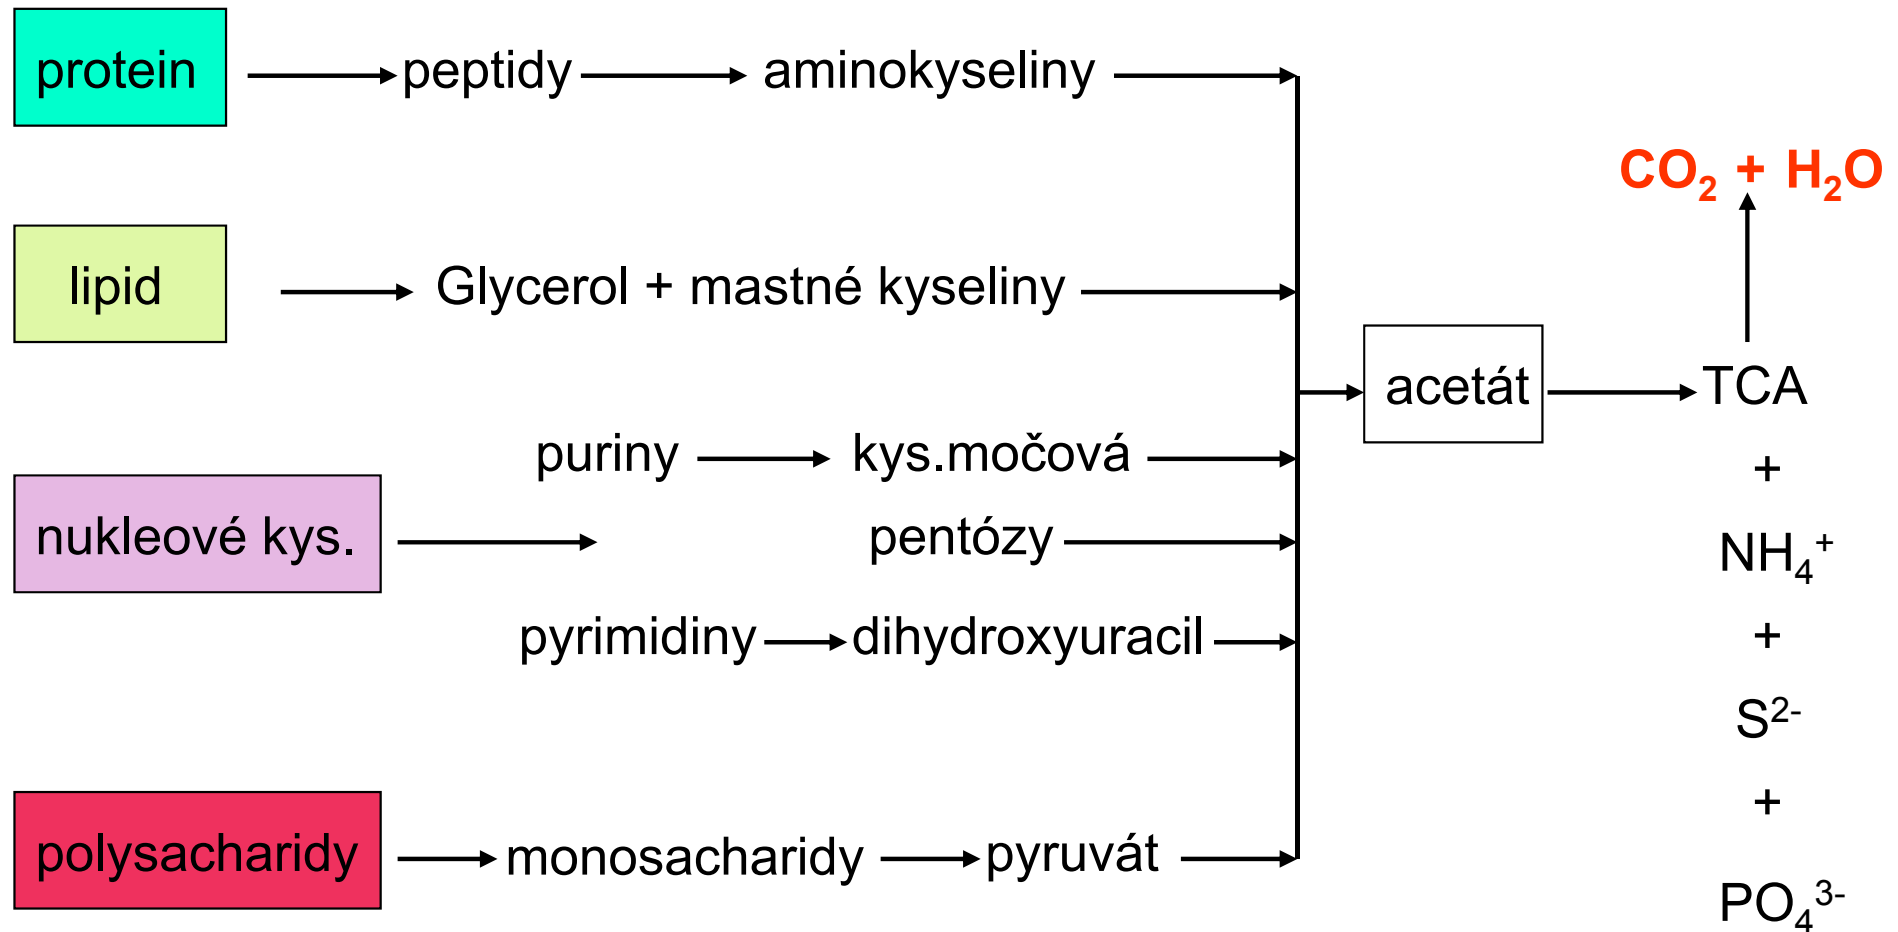 protein peptidy aminokyseliny
CO₂ + H₂O
lipid Glycerol + mastné kyseliny
acetát TCA
puriny kys.močová
+
nukleové kys. pentózy
NH₄⁺
pyrimidiny dihydroxyuracil
+
S²⁻
+
polysacharidy monosacharidy pyruvát
PO₄³⁻